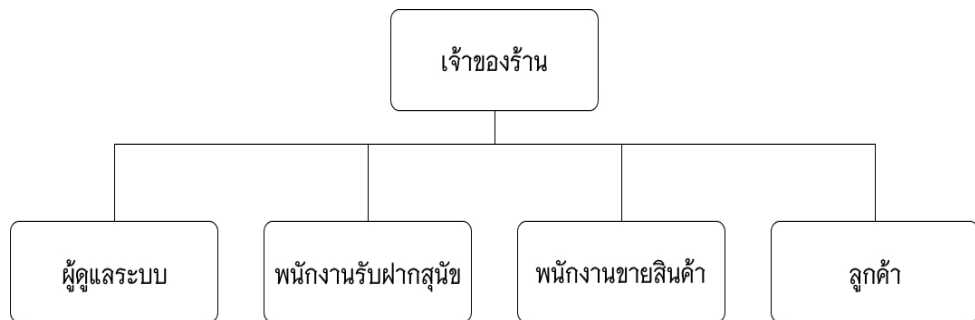 เจ้าของร้าน
ผู้ดูแลระบบ
พนักงานรับฝากสุนัข
พนักงานขายสินค้า
ลูกค้า